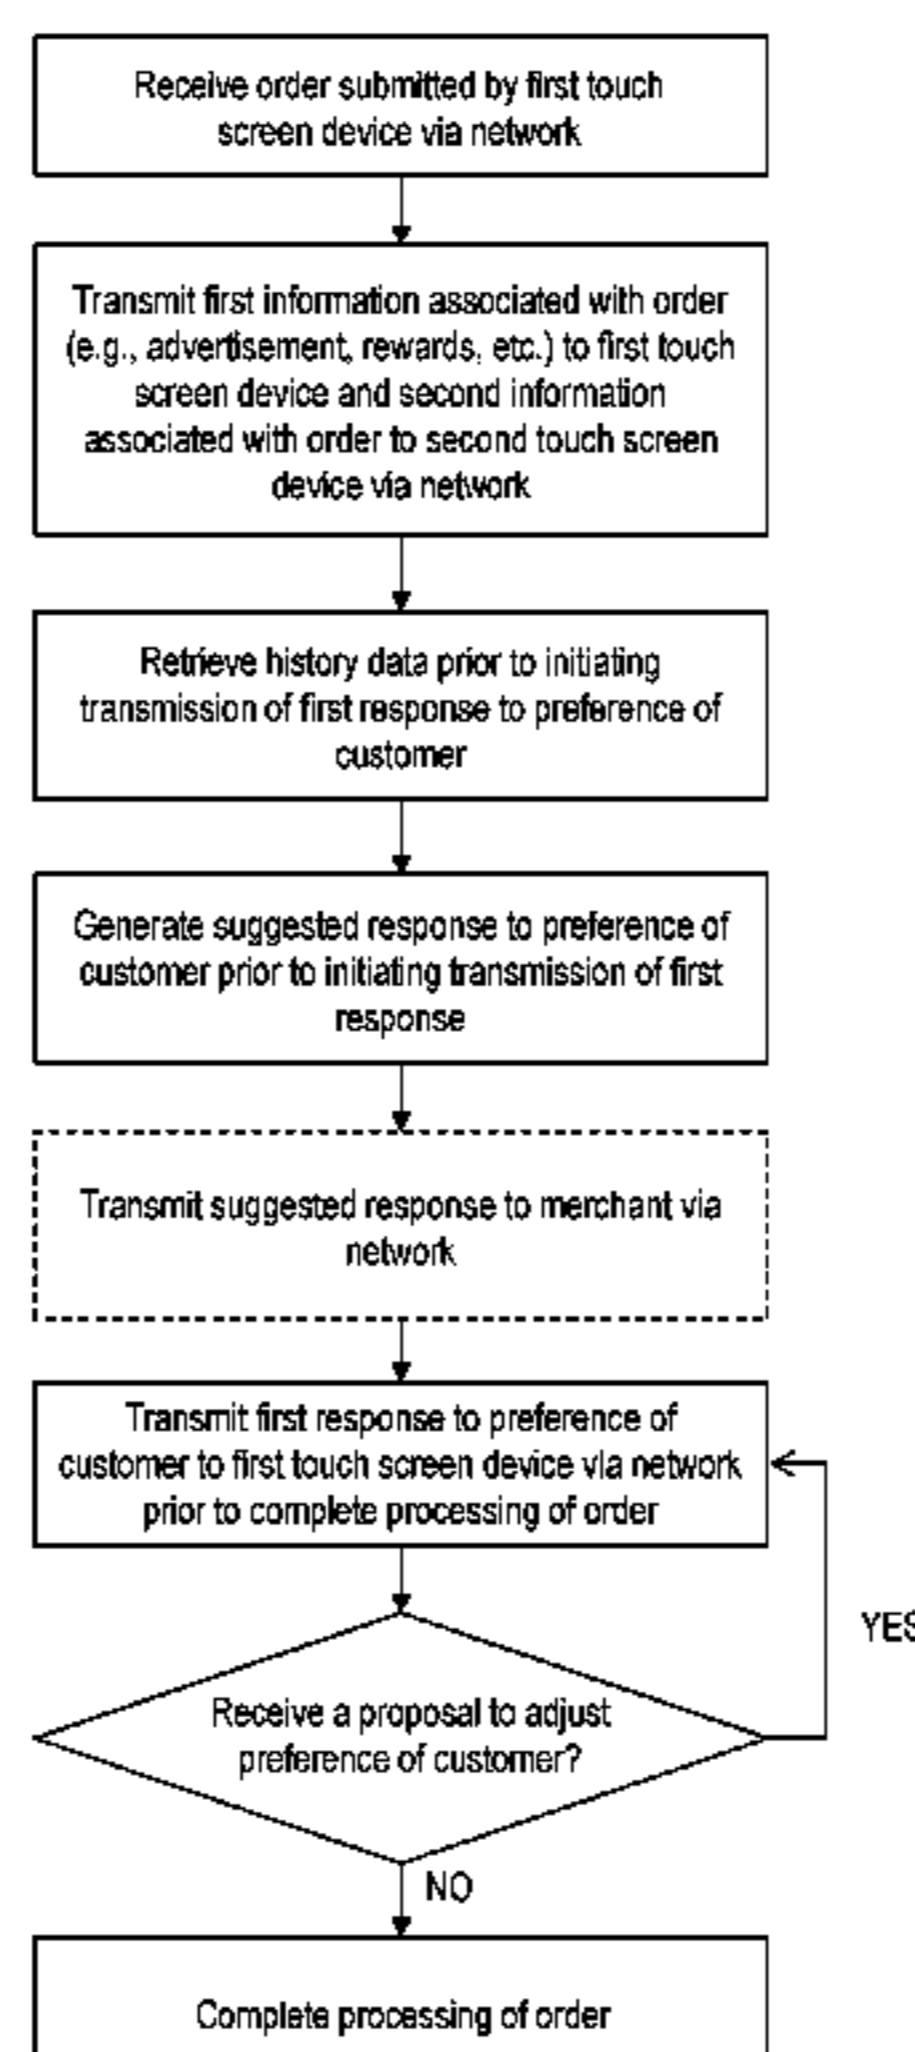 Receive order submitted by first touch
screen device via network
Transmit first information associated with order
(e.g., advertisement, rewards, etc.) to first touch
screen device and second information
associated with order to second touch screen
device via network
Retrieve history data prior to initiating
transmission of first response to preference of
customer
Generate suggested response to preference of
customer prior to initiating transmission of first
response
Transmit suggested response to merchant via
network
Transmit first response to preference of
customer to first touch screen device via network
prior to complete processing of order
YES
Receive a proposal to adjust
preference of customer?
NO
Complete processing of order